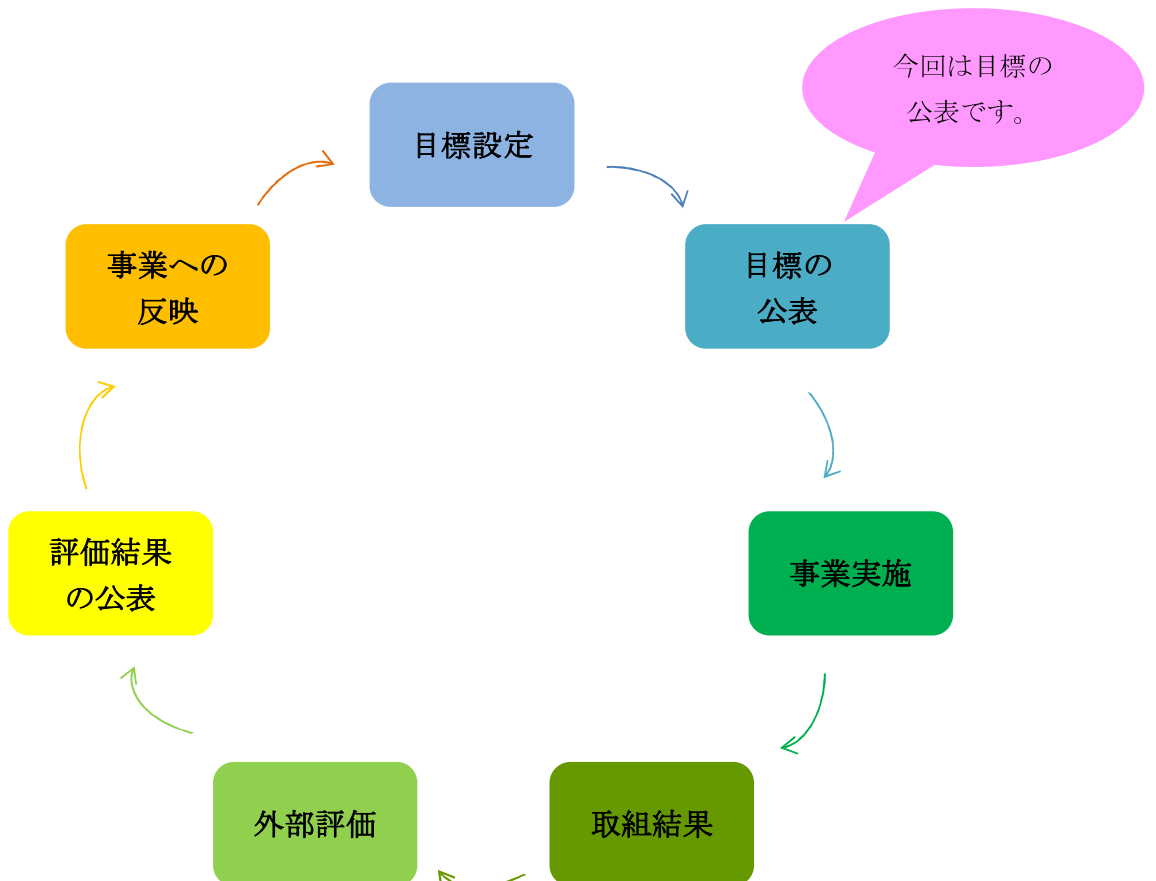 今回は目標の
公表です。
目標設定
目標の
公表
事業実施
取組結果
外部評価
評価結果
の公表
事業への
反映